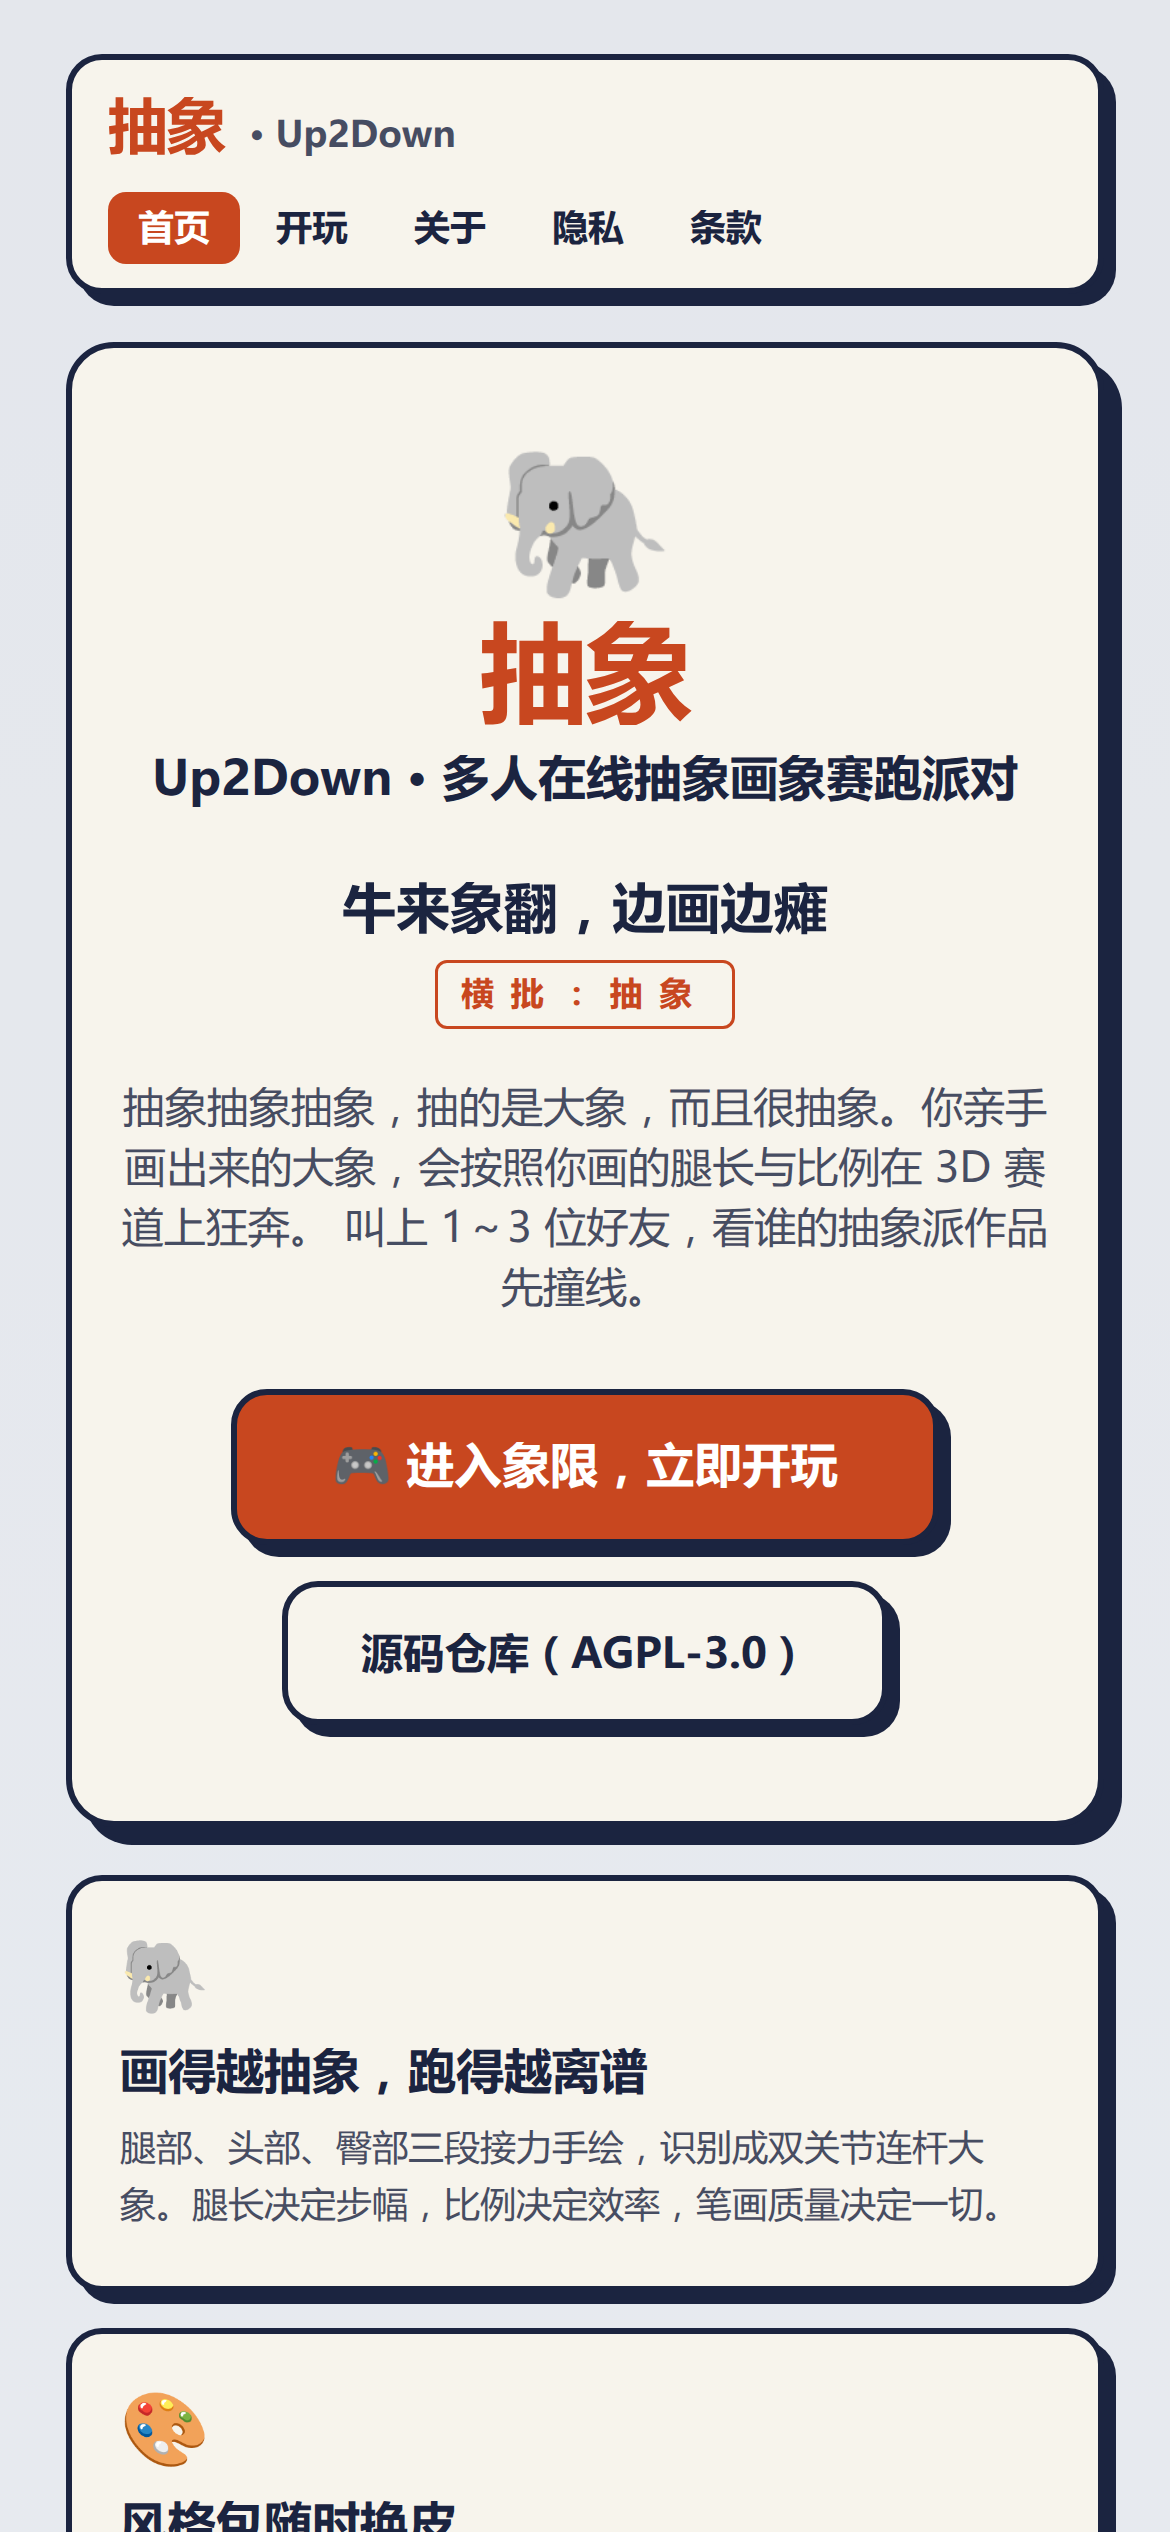 抽象 • Up2Down
首页 开玩 关于 隐私 条款
抽象
Up2Down • 多人在线抽象画象赛跑派对
牛来象翻，边画边瘫
横批：抽象
抽象抽象抽象，抽的是大象，而且很抽象。你亲手
画出来的大象，会按照你画的腿长与比例在 3D 赛
道上狂奔。 叫上 1~3 位好友，看谁的抽象派作品
先撞线。
进入象限，立即开玩
源码仓库（AGPL-3.0）
画得越抽象，跑得越离谱
腿部、头部、臀部三段接力手绘，识别成双关节连杆大
象。腿长决定步幅，比例决定效率，笔画质量决定一切。
风格包随时换皮